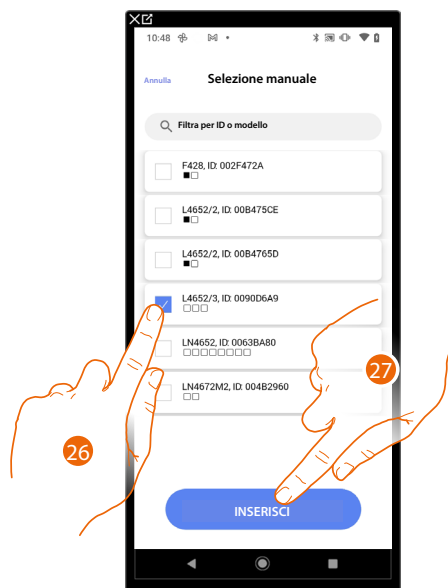 10:48
Annulla Selezione manuale
Filtra per ID o modello
F428, ID: 002F472A
L4652/2, ID: 00B475CE
L4652/2, ID: 00B4765D
L4652/3, ID: 0090D6A9
LN4652, ID: 0063BA80
LN4672M2, ID: 004B2960
26
27
INSERISCI